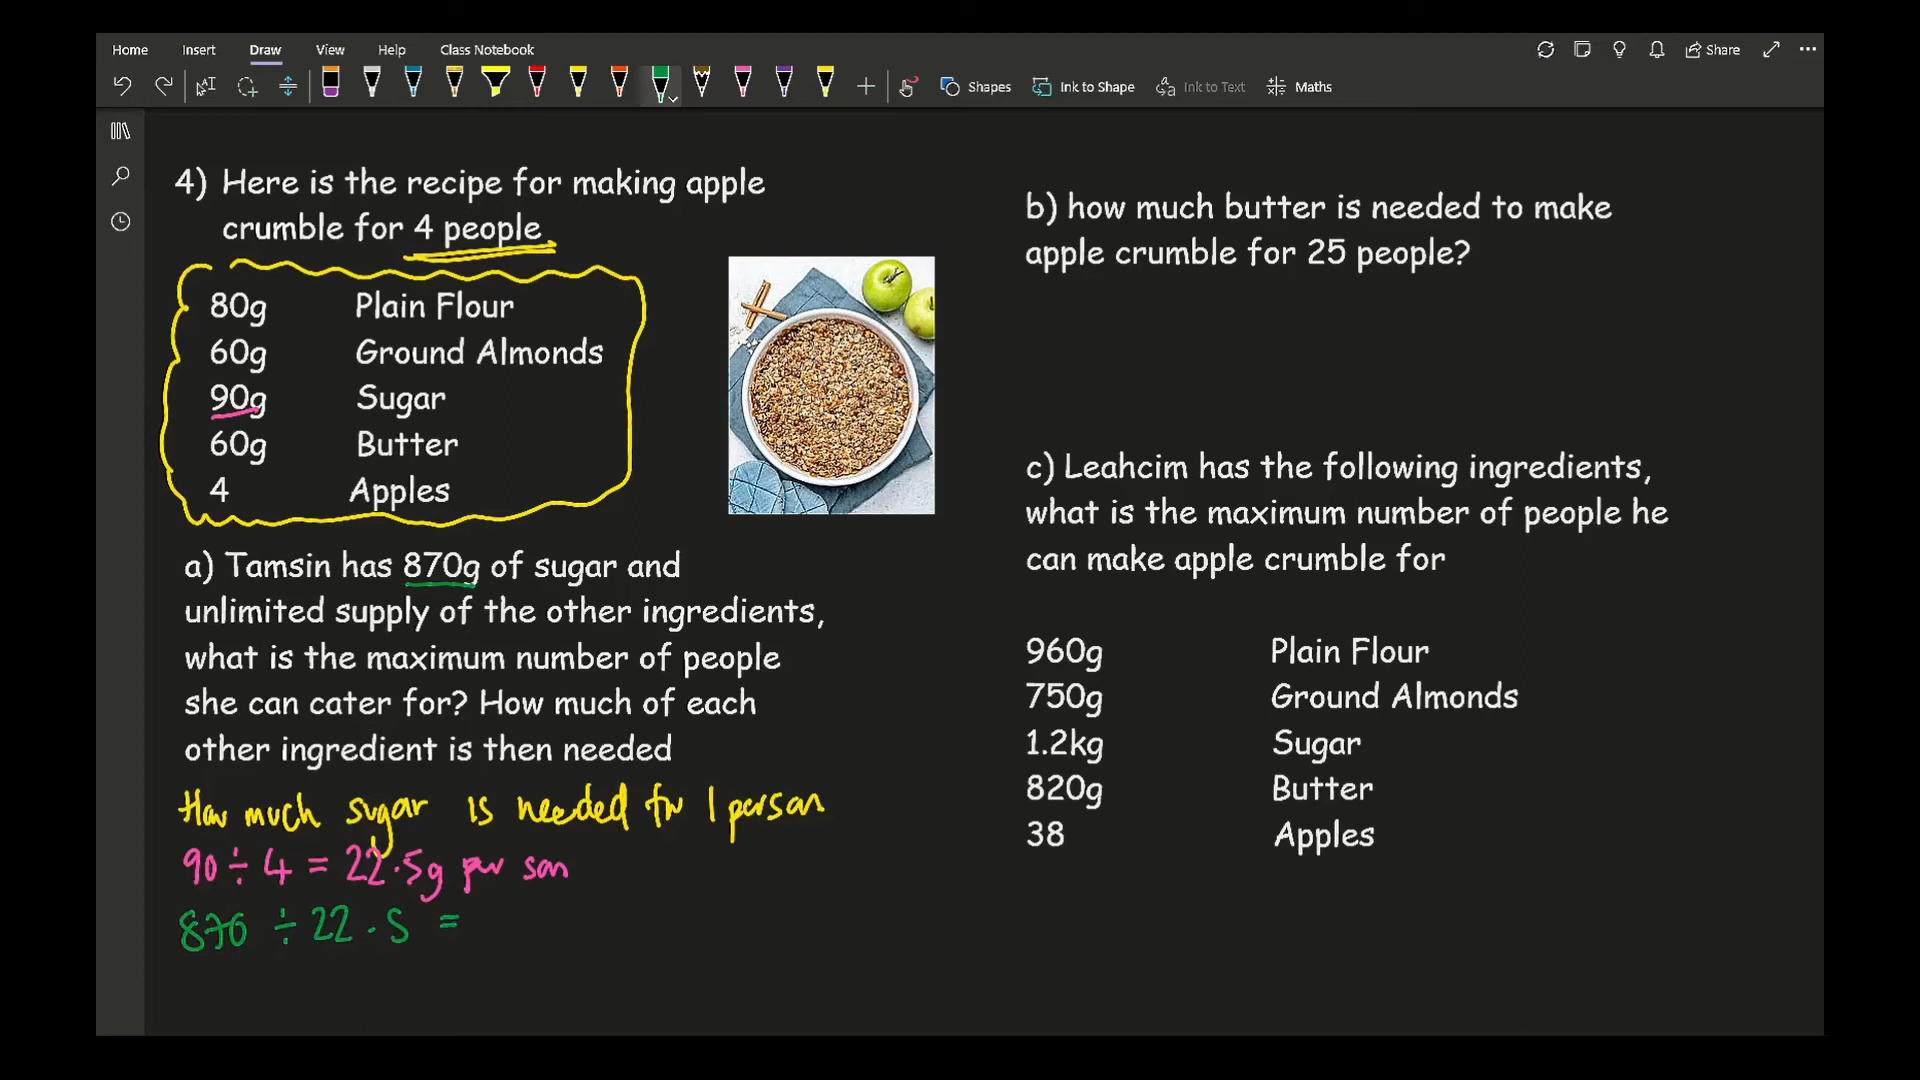 Home Insert Draw View Help Class Notebook Share
Shapes Ink to Shape Ink to Text Maths
4) Here is the recipe for making apple
crumble for 4 people
80g Plain Flour
60g Ground Almonds
90g Sugar
60g Butter
4 Apples
a) Tamsin has 870g of sugar and
unlimited supply of the other ingredients,
what is the maximum number of people
she can cater for? How much of each
other ingredient is then needed
How much sugar is needed for 1 person
90 ÷ 4 = 22.5g per son
870 ÷ 22.5 =
b) how much butter is needed to make
apple crumble for 25 people?
c) Leahcim has the following ingredients,
what is the maximum number of people he
can make apple crumble for
960g Plain Flour
750g Ground Almonds
1.2kg Sugar
820g Butter
38 Apples